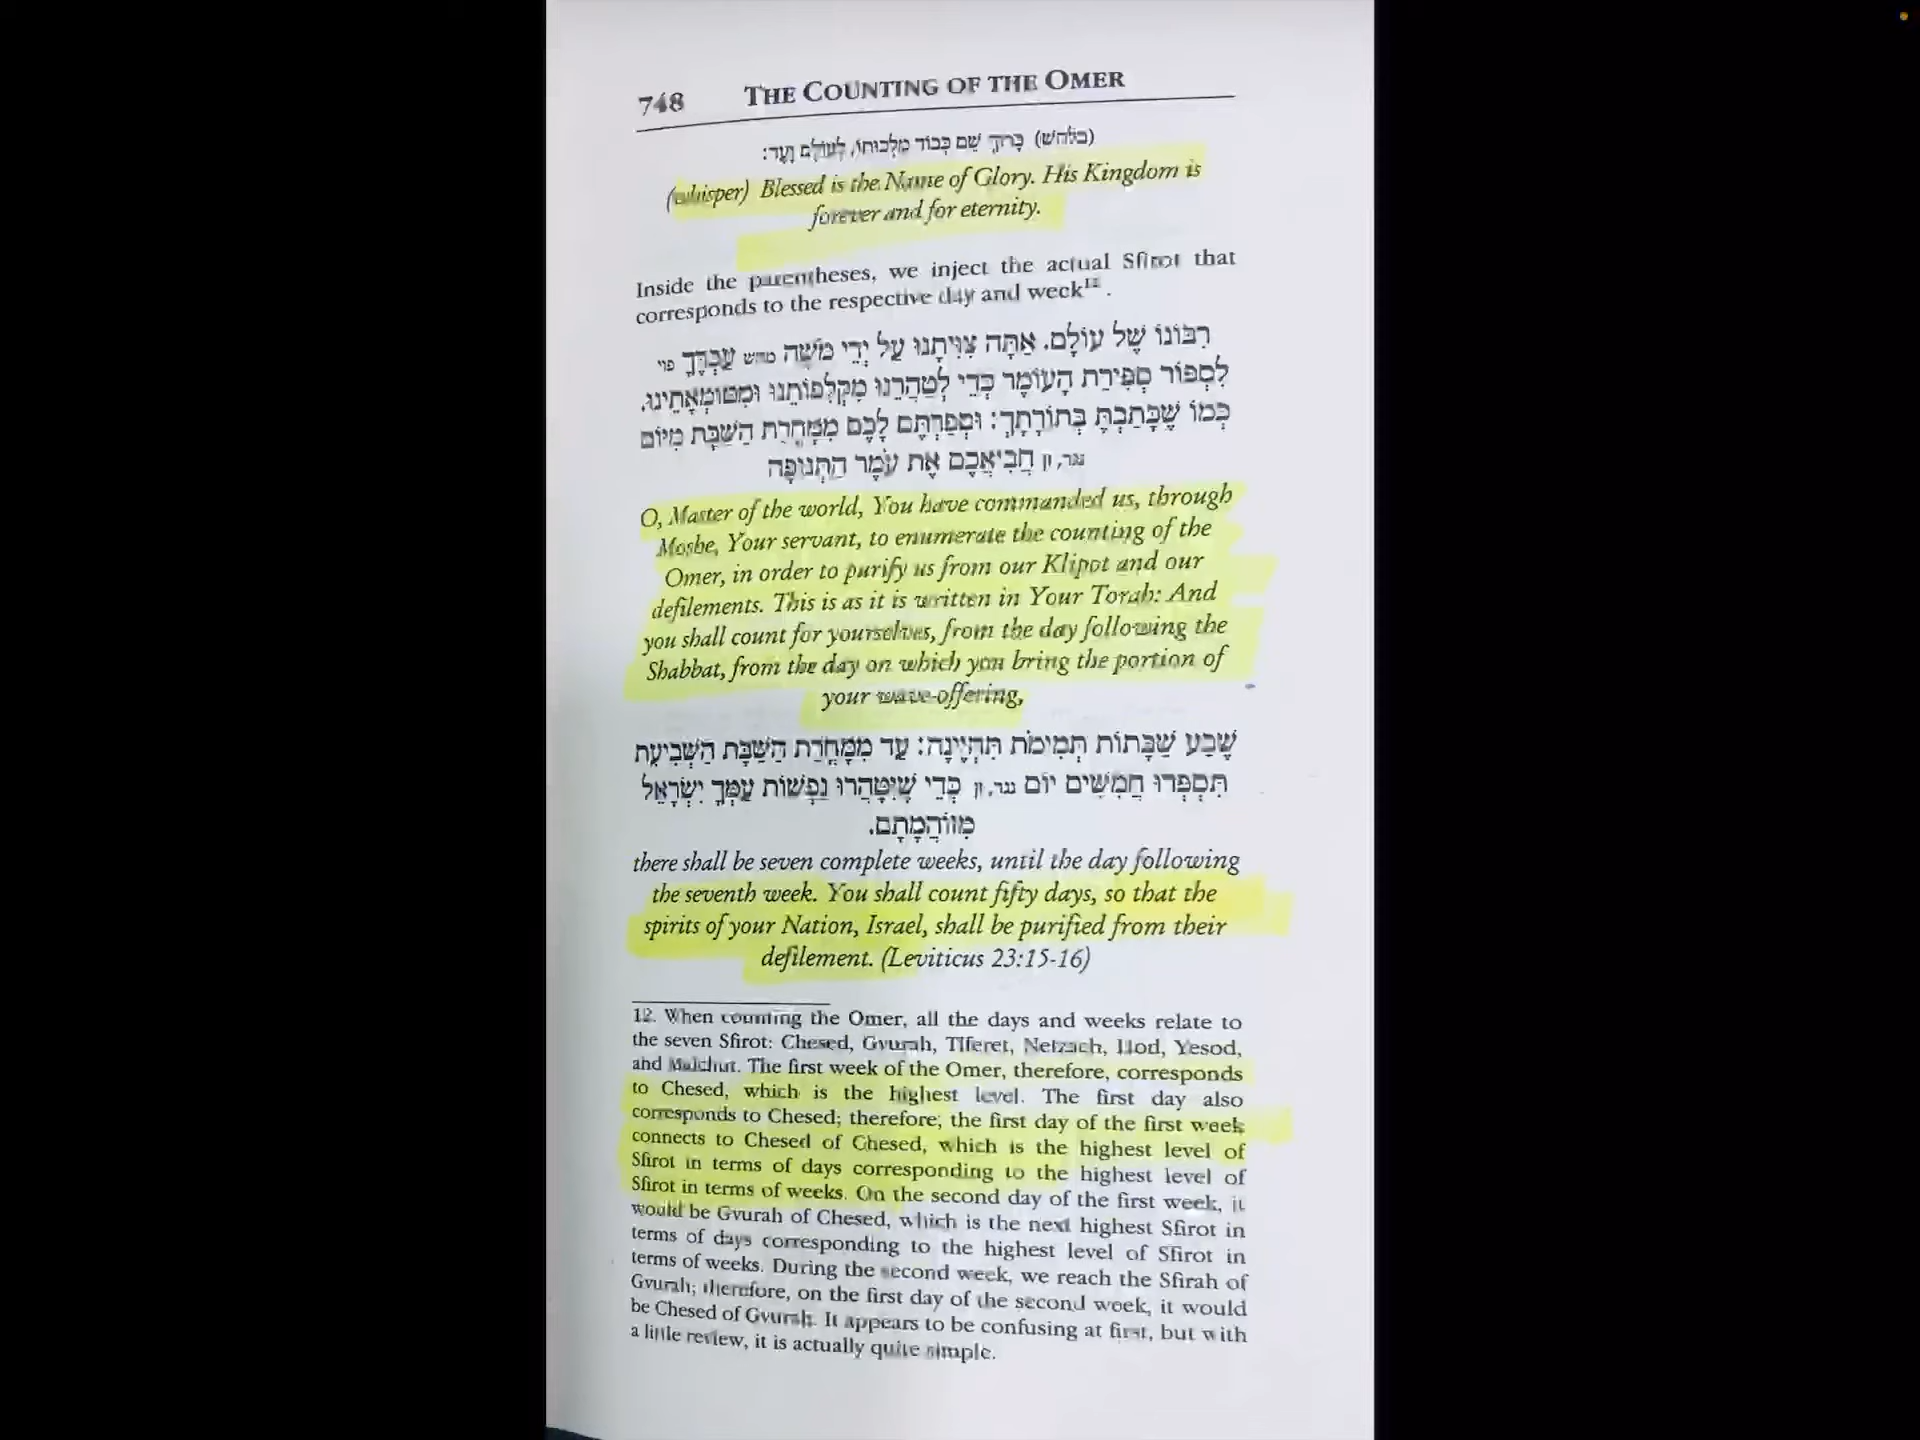 748 THE COUNTING OF THE OMER
(בלחש) בָּרוּךְ שֵׁם כְּבוֹד מַלְכוּתוֹ, לְעוֹלָם וָעֶד:
(whisper) Blessed is the Name of Glory. His Kingdom is
forever and for eternity.
Inside the parentheses, we inject the actual Sfirot that
corresponds to the respective day and week12.
רִבּוֹנוֹ שֶׁל עוֹלָם. אַתָּה צִוִּיתָנוּ עַל יְדֵי מֹשֶׁה מהש עַבְדֶּךָ פוי
לִסְפּוֹר סְפִירַת הָעוֹמֶר כְּדֵי לְטַהֲרֵנוּ מִקְּלִפּוֹתֵנוּ וּמִטּוּמְאָתֵינוּ.
כְּמוֹ שֶׁכָּתַבְתָּ בְּתוֹרָתָךְ: וּסְפַרְתֶּם לָכֶם מִמָּחֳרַת הַשַּׁבָּת מִיּוֹם
נגד, זן הֲבִיאֲכֶם אֶת עֹמֶר הַתְּנוּפָה
O, Master of the world, You have commanded us, through
Moshe, Your servant, to enumerate the counting of the
Omer, in order to purify us from our Klipot and our
defilements. This is as it is written in Your Torah: And
you shall count for yourselves, from the day following the
Shabbat, from the day on which you bring the portion of
your wave-offering,
שֶׁבַע שַׁבָּתוֹת תְּמִימֹת תִּהְיֶינָה: עַד מִמָּחֳרַת הַשַּׁבָּת הַשְּׁבִיעִת
תִּסְפְּרוּ חֲמִשִּׁים יוֹם נגד, זן כְּדֵי שֶׁיִּטָּהֲרוּ נַפְשׁוֹת עַמְּךָ יִשְׂרָאֵל
מִזּוּהֲמָתָם.
there shall be seven complete weeks, until the day following
the seventh week. You shall count fifty days, so that the
spirits of your Nation, Israel, shall be purified from their
defilement. (Leviticus 23:15-16)
12. When counting the Omer, all the days and weeks relate to
the seven Sfirot: Chesed, Gvurah, Tiferet, Netzach, Hod, Yesod,
and Malchut. The first week of the Omer, therefore, corresponds
to Chesed, which is the highest level. The first day also
corresponds to Chesed; therefore, the first day of the first week
connects to Chesed of Chesed, which is the highest level of
Sfirot in terms of days corresponding to the highest level of
Sfirot in terms of weeks. On the second day of the first week, it
would be Gvurah of Chesed, which is the next highest Sfirot in
terms of days corresponding to the highest level of Sfirot in
terms of weeks. During the second week, we reach the Sfirah of
Gvurah; therefore, on the first day of the second week, it would
be Chesed of Gvurah. It appears to be confusing at first, but with
a little review, it is actually quite simple.